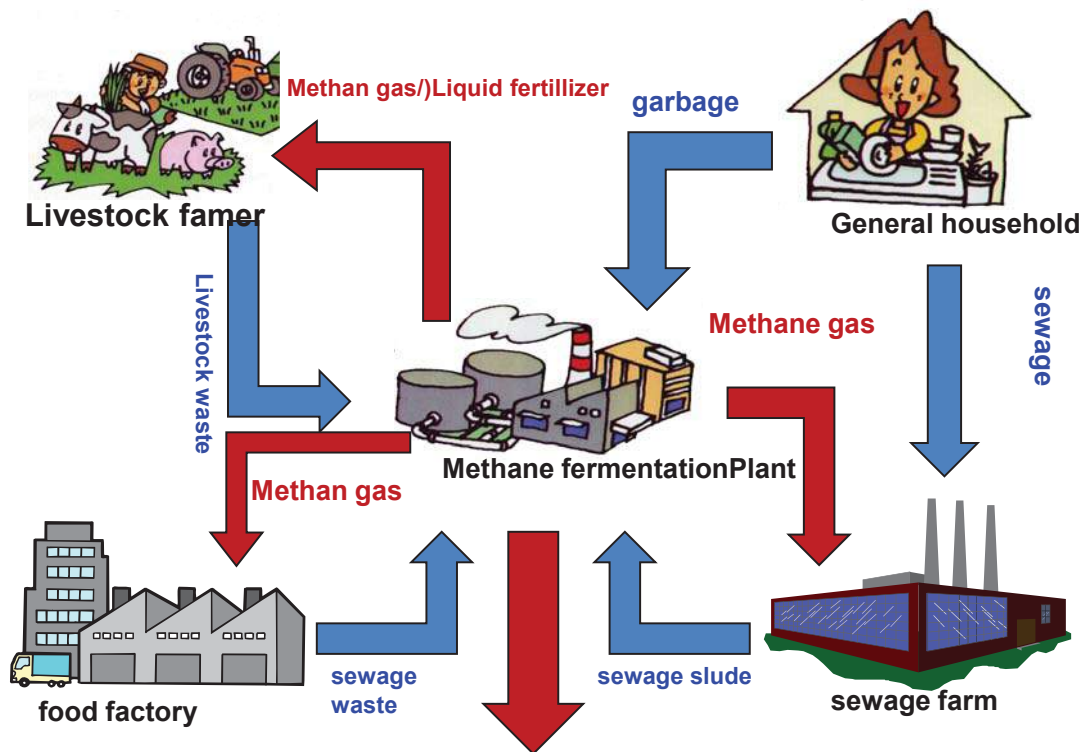 Methan gas/)Liquid fertillizer
garbage
Livestock famer
General household
Livestock waste
sewage
Methane gas
Methane fermentationPlant
Methan gas
sewage
waste
sewage slude
food factory
sewage farm